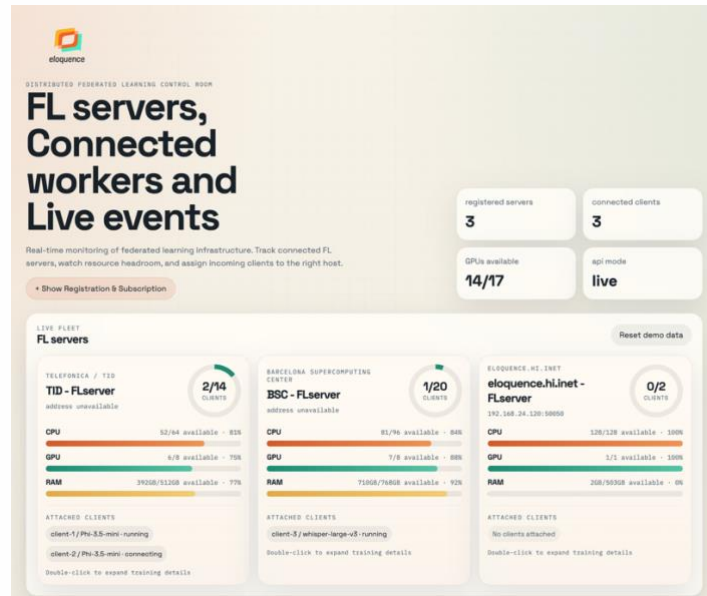 eloquence
DISTRIBUTED FEDERATED LEARNING CONTROL ROOM
FL servers,
Connected
workers and
Live events
Real-time monitoring of federated learning infrastructure. Track connected FL
servers, watch resource headroom, and assign incoming clients to the right host.
+ Show Registration & Subscription
registered servers
3
connected clients
3
GPUs available
14/17
api mode
live
LIVE FLEET
FL servers
Reset demo data
TELEFONICA / TID
TID - FLserver
address unavailable
2/14
CLIENTS
CPU 52/64 available · 81%
GPU 6/8 available · 75%
RAM 392GB/512GB available · 77%
ATTACHED CLIENTS
client-1 / Phi-3.5-mini · running
client-2 / Phi-3.5-mini · connecting
Double-click to expand training details
BARCELONA SUPERCOMPUTING
CENTER
BSC - FLserver
address unavailable
1/20
CLIENTS
CPU 81/96 available · 84%
GPU 7/8 available · 88%
RAM 710GB/768GB available · 92%
ATTACHED CLIENTS
client-3 / whisper-large-v3 · running
Double-click to expand training details
ELOQUENCE.HI.INET
eloquence.hi.inet -
FLserver
192.168.24.120:50050
0/2
CLIENTS
CPU 128/128 available · 100%
GPU 1/1 available · 100%
RAM 2GB/503GB available · 0%
ATTACHED CLIENTS
No clients attached
Double-click to expand training details